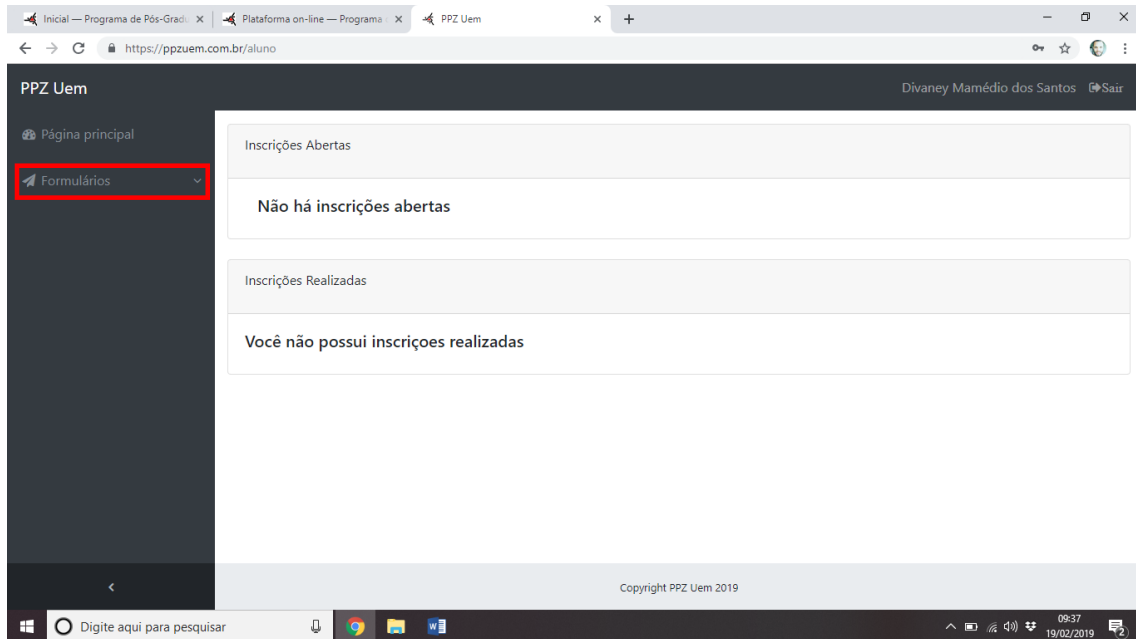 Inicial — Programa de Pós-Gradu
Plataforma on-line — Programa
PPZ Uem
https://ppzuem.com.br/aluno
PPZ Uem
Divaney Mamédio dos Santos
Sair
Página principal
Formulários
Inscrições Abertas
Não há inscrições abertas
Inscrições Realizadas
Você não possui inscriçoes realizadas
Copyright PPZ Uem 2019
Digite aqui para pesquisar
09:37
19/02/2019
2